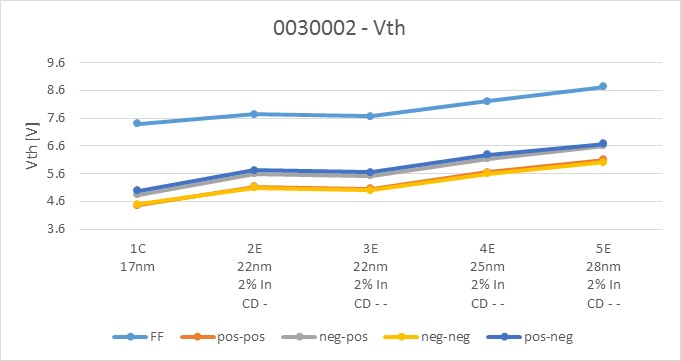 0030002 - Vth
9.6
8.6
7.6
6.6
5.6
4.6
3.6
Vth [V]
1C 2E 3E 4E 5E
17nm 22nm 22nm 25nm 28nm
2% In 2% In 2% In 2% In
CD - CD - - CD - - CD - -
FF pos-pos neg-pos neg-neg pos-neg